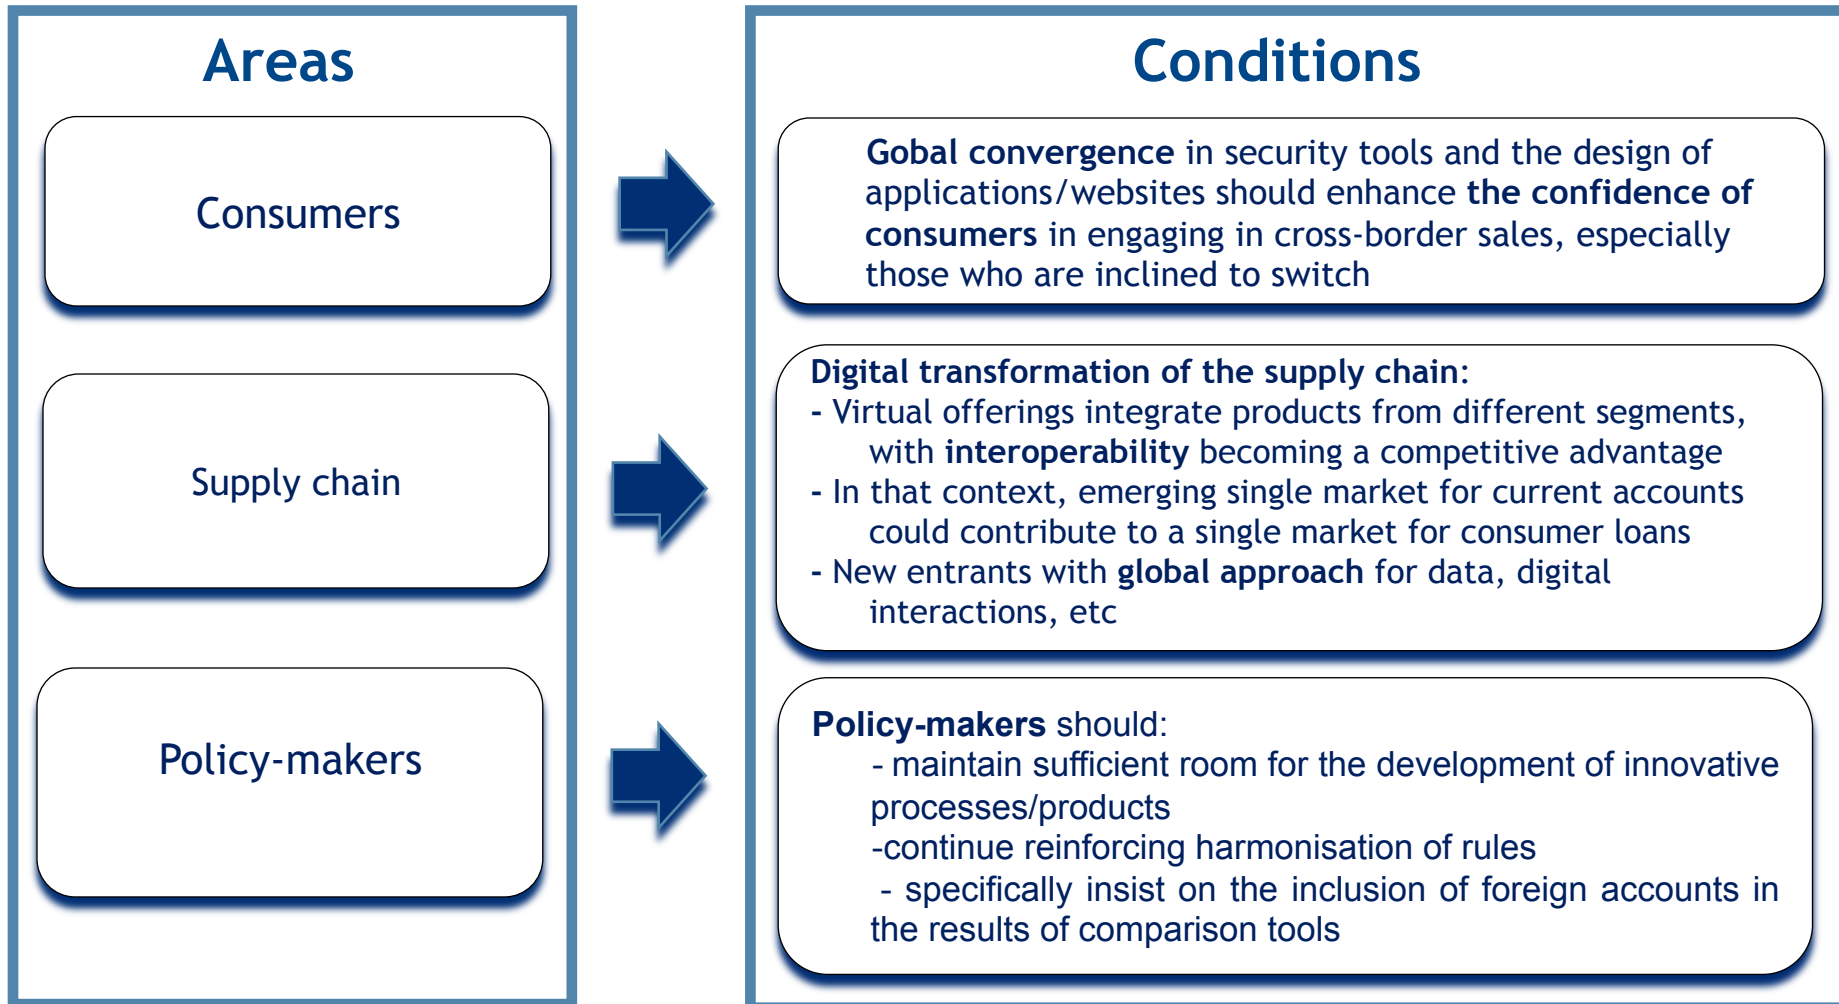 Areas
Consumers
Supply chain
Policy-makers
Conditions
Gobal convergence in security tools and the design of
applications/websites should enhance the confidence of
consumers in engaging in cross-border sales, especially
those who are inclined to switch
Digital transformation of the supply chain:
- Virtual offerings integrate products from different segments,
with interoperability becoming a competitive advantage
- In that context, emerging single market for current accounts
could contribute to a single market for consumer loans
- New entrants with global approach for data, digital
interactions, etc
Policy-makers should:
- maintain sufficient room for the development of innovative
processes/products
-continue reinforcing harmonisation of rules
- specifically insist on the inclusion of foreign accounts in
the results of comparison tools